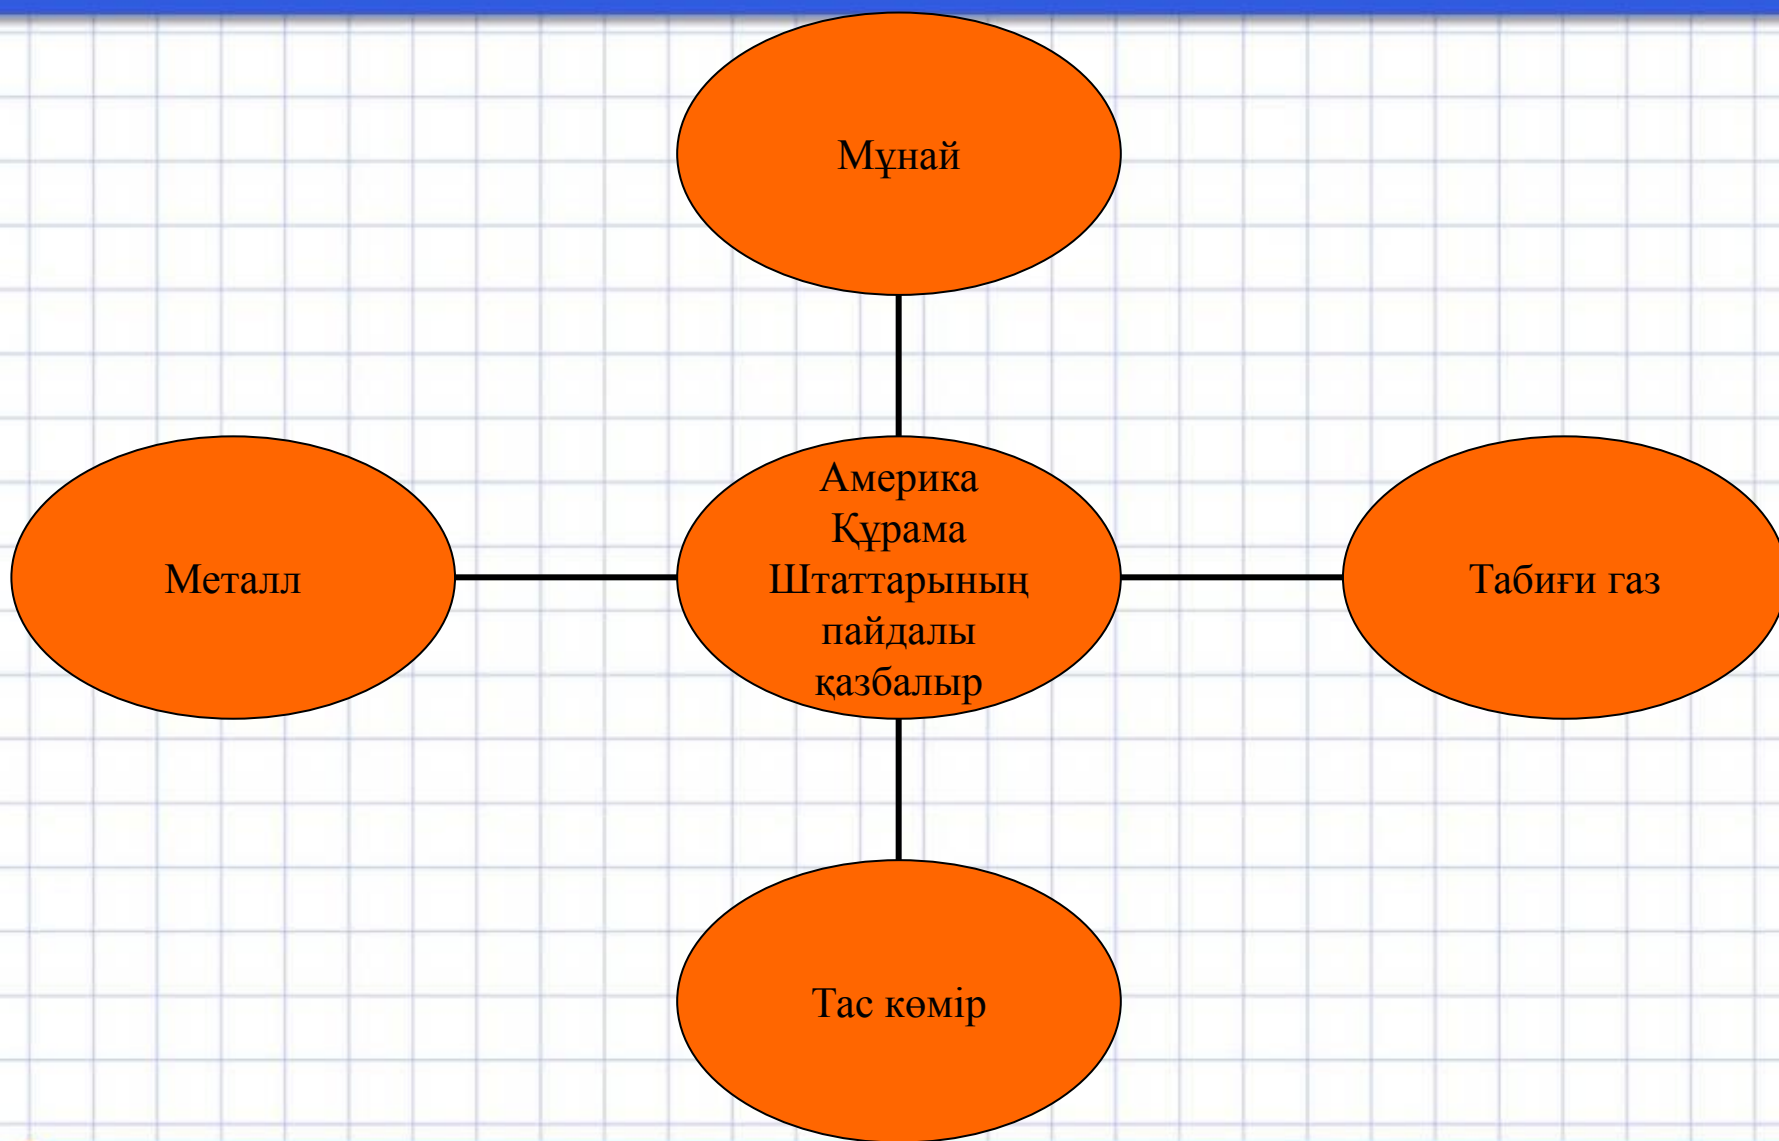 Мұнай
Металл
Америка
Құрама
Штаттарының
пайдалы
қазбалыр
Табиғи газ
Тас көмір